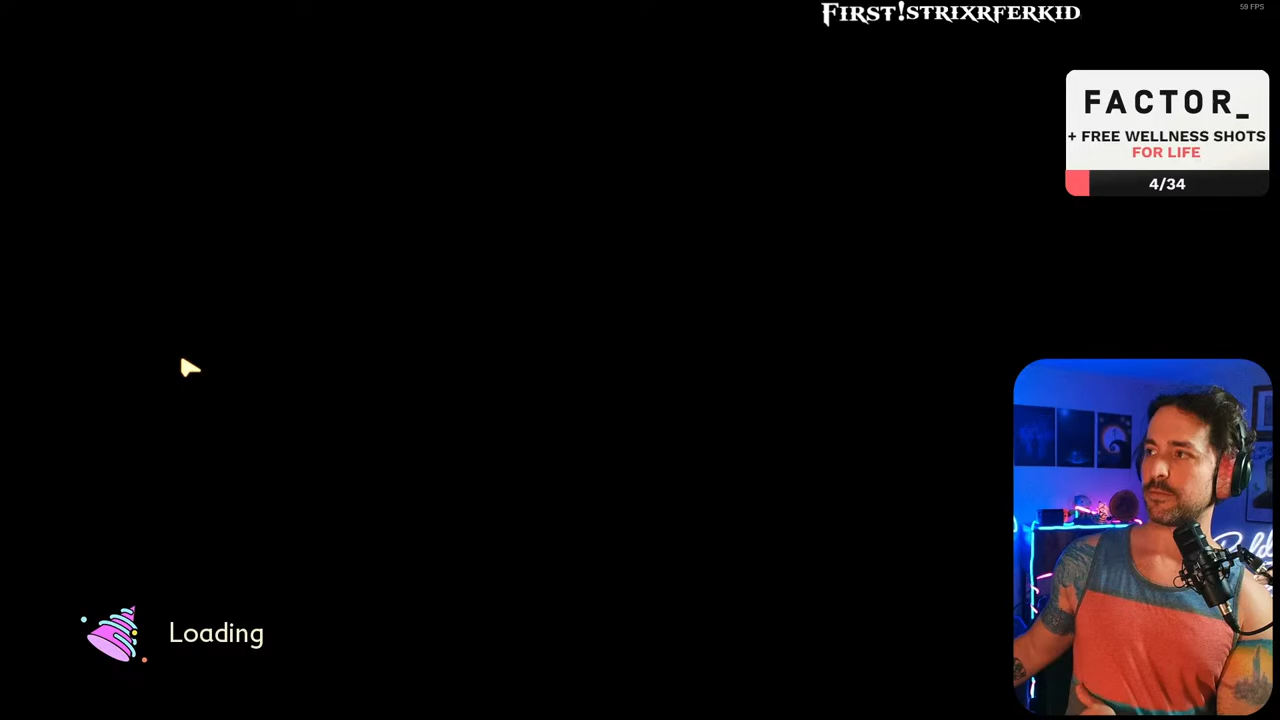 First!strixrferkid
59 FPS
FACTOR_
+ FREE WELLNESS SHOTS
FOR LIFE
4/34
Loading